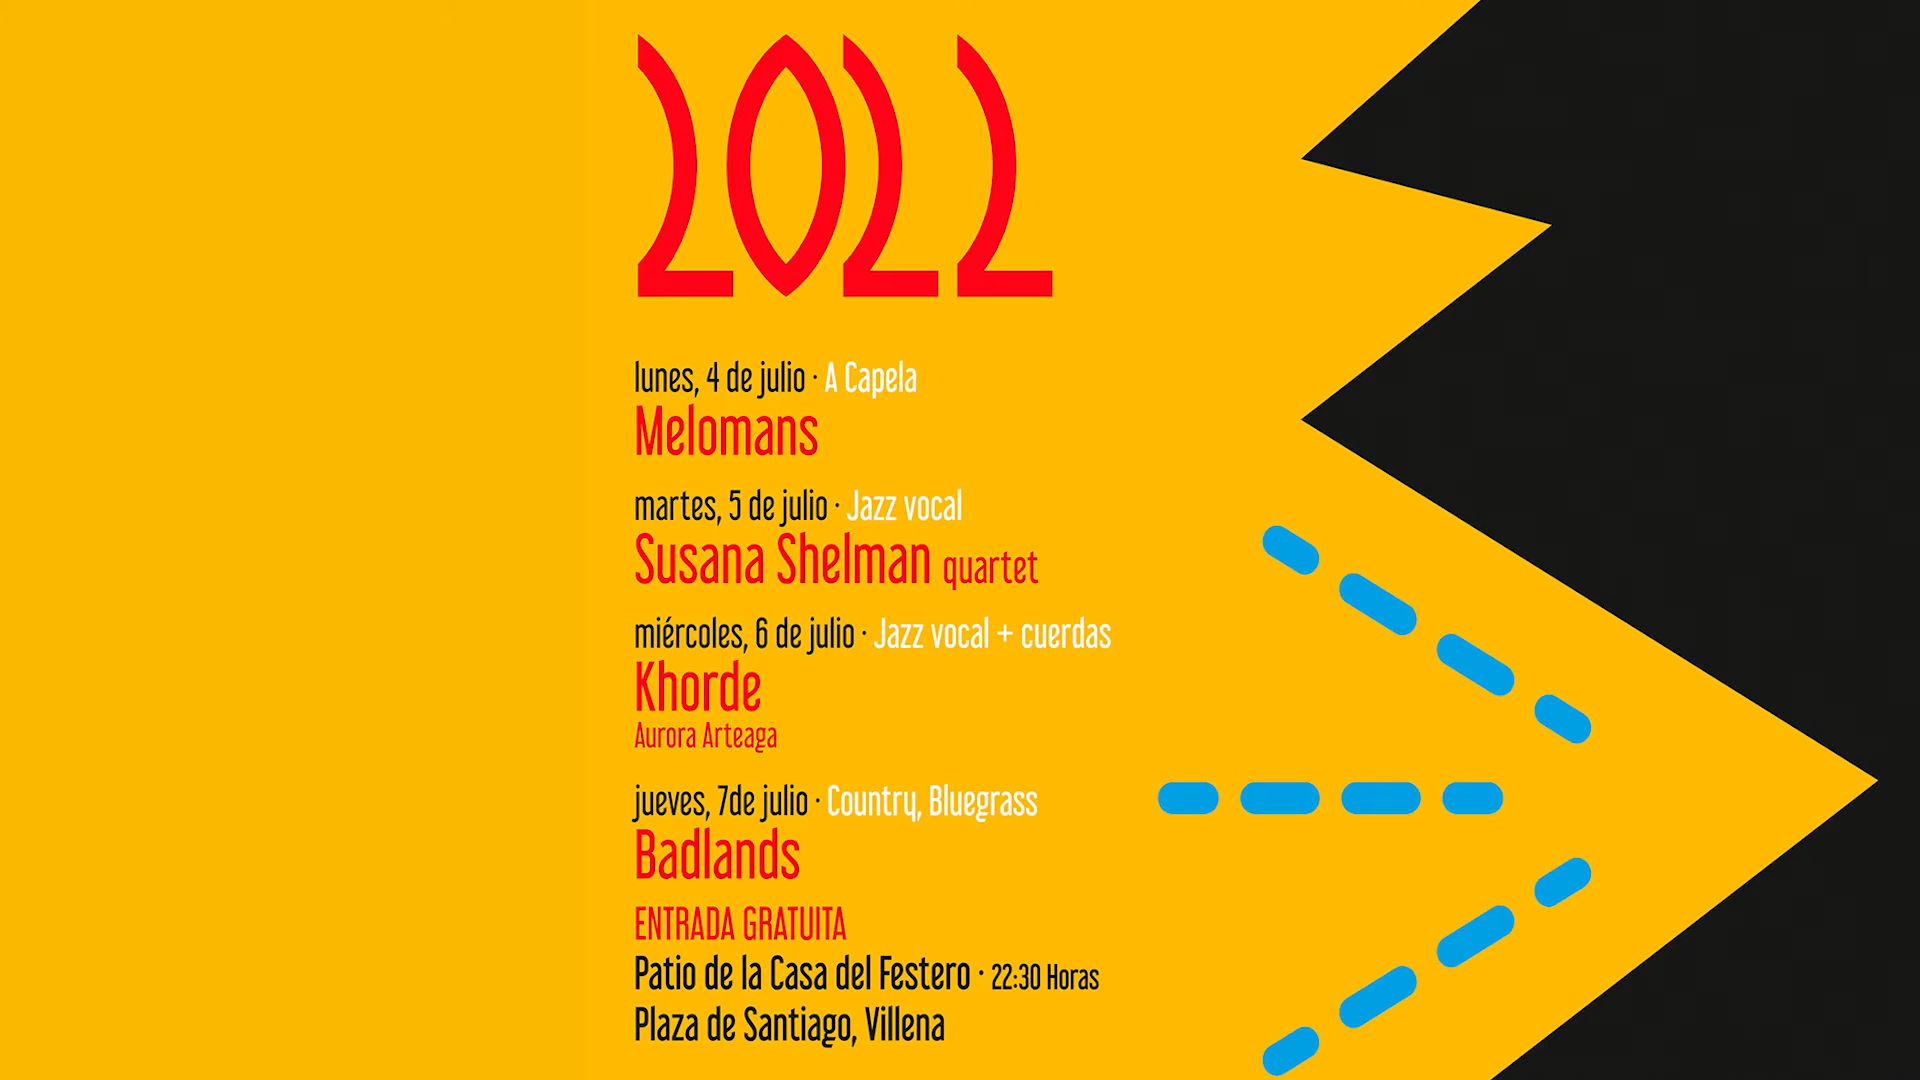 2022
lunes, 4 de julio · A Capela
Melomans
martes, 5 de julio · Jazz vocal
Susana Shelman quartet
miércoles, 6 de julio · Jazz vocal + cuerdas
Khorde
Aurora Arteaga
jueves, 7de julio · Country, Bluegrass
Badlands
ENTRADA GRATUITA
Patio de la Casa del Festero · 22:30 Horas
Plaza de Santiago, Villena